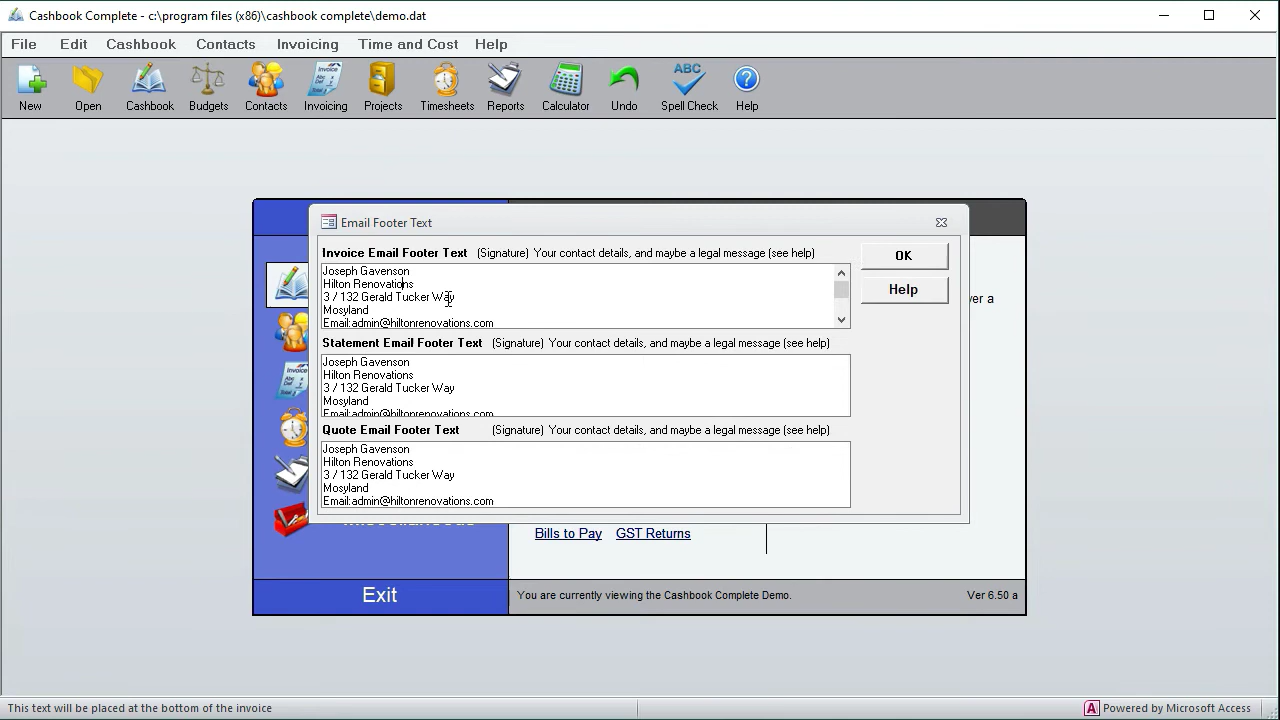 Cashbook Complete - c:\program files (x86)\cashbook complete\demo.dat
File Edit Cashbook Contacts Invoicing Time and Cost Help
New Open Cashbook Budgets Contacts Invoicing Projects Timesheets Reports Calculator Undo Spell Check Help
Email Footer Text
Invoice Email Footer Text (Signature) Your contact details, and maybe a legal message (see help)
OK
Joseph Gavenson
Hilton Renovations
3 / 132 Gerald Tucker Way
Mosyland
Email:admin@hiltonrenovations.com
Help
Statement Email Footer Text (Signature) Your contact details, and maybe a legal message (see help)
Joseph Gavenson
Hilton Renovations
3 / 132 Gerald Tucker Way
Mosyland
Email:admin@hiltonrenovations.com
Quote Email Footer Text (Signature) Your contact details, and maybe a legal message (see help)
Joseph Gavenson
Hilton Renovations
3 / 132 Gerald Tucker Way
Mosyland
Email:admin@hiltonrenovations.com
Bills to Pay GST Returns
Exit
You are currently viewing the Cashbook Complete Demo. Ver 6.50 a
This text will be placed at the bottom of the invoice
Powered by Microsoft Access